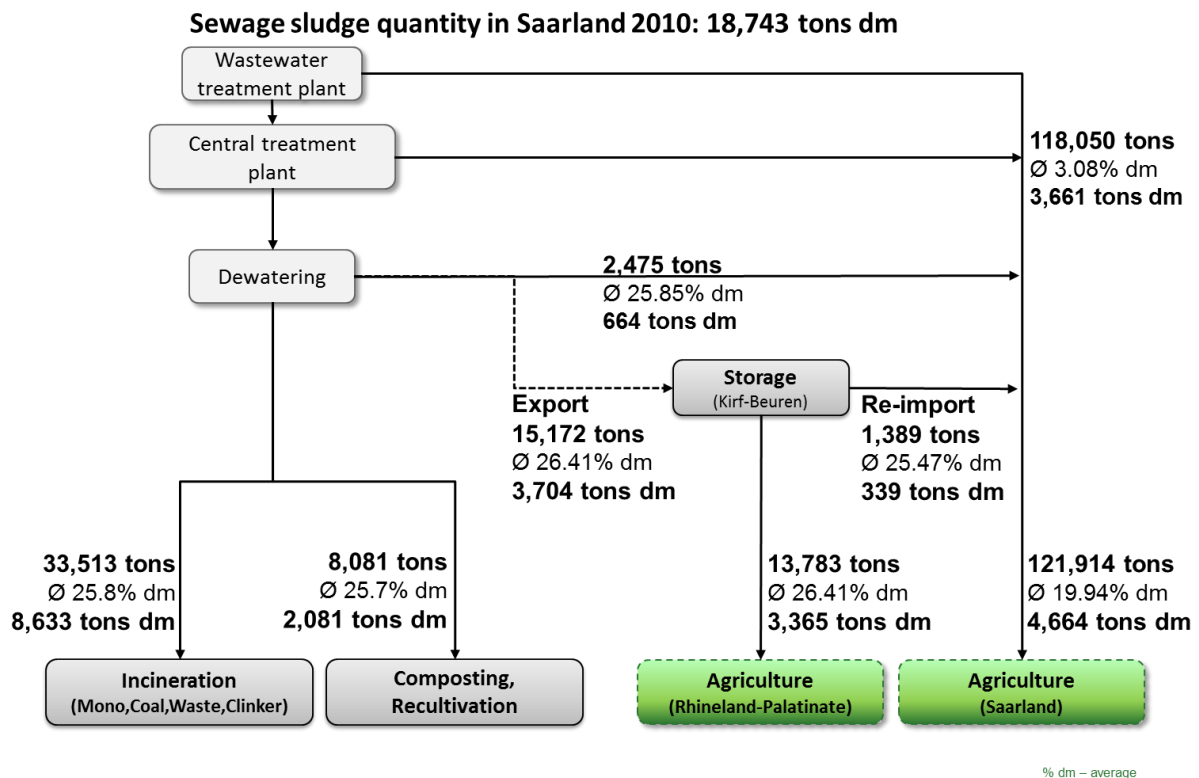 Sewage sludge quantity in Saarland 2010: 18,743 tons dm
Wastewater
treatment plant
Central treatment
plant
118,050 tons
Ø 3.08% dm
3,661 tons dm
Dewatering
2,475 tons
Ø 25.85% dm
664 tons dm
Storage
(Kirf-Beuren)
Export
15,172 tons
Ø 26.41% dm
3,704 tons dm
Re-import
1,389 tons
Ø 25.47% dm
339 tons dm
33,513 tons
Ø 25.8% dm
8,633 tons dm
8,081 tons
Ø 25.7% dm
2,081 tons dm
13,783 tons
Ø 26.41% dm
3,365 tons dm
121,914 tons
Ø 19.94% dm
4,664 tons dm
Incineration
(Mono,Coal,Waste,Clinker)
Composting,
Recultivation
Agriculture
(Rhineland-Palatinate)
Agriculture
(Saarland)
% dm – average